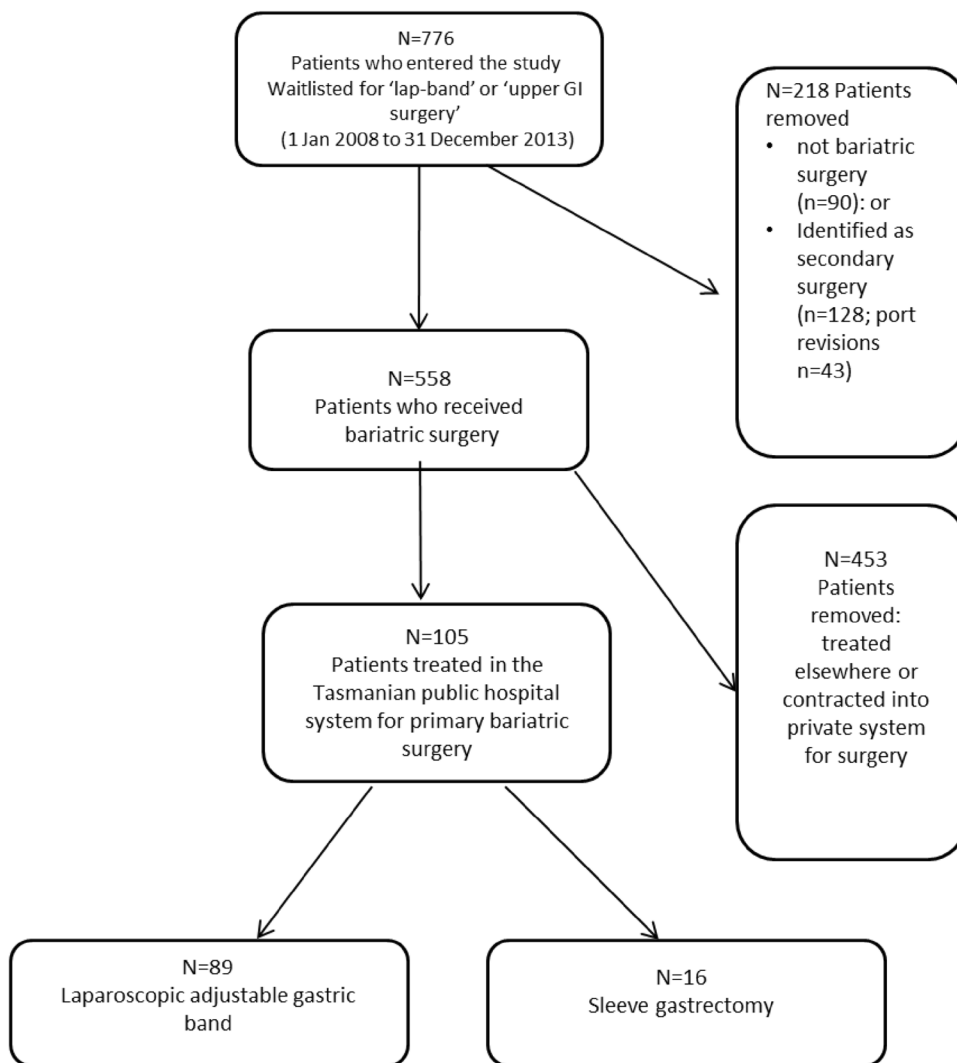 N=776
Patients who entered the study
Waitlisted for ‘lap-band’ or ‘upper GI
surgery’
(1 Jan 2008 to 31 December 2013)
N=218 Patients
removed
• not bariatric
surgery
(n=90): or
• Identified as
secondary
surgery
(n=128; port
revisions
n=43)
N=558
Patients who received
bariatric surgery
N=453
Patients
removed:
treated
elsewhere or
contracted into
private system
for surgery
N=105
Patients treated in the
Tasmanian public hospital
system for primary bariatric
surgery
N=89
Laparoscopic adjustable gastric
band
N=16
Sleeve gastrectomy